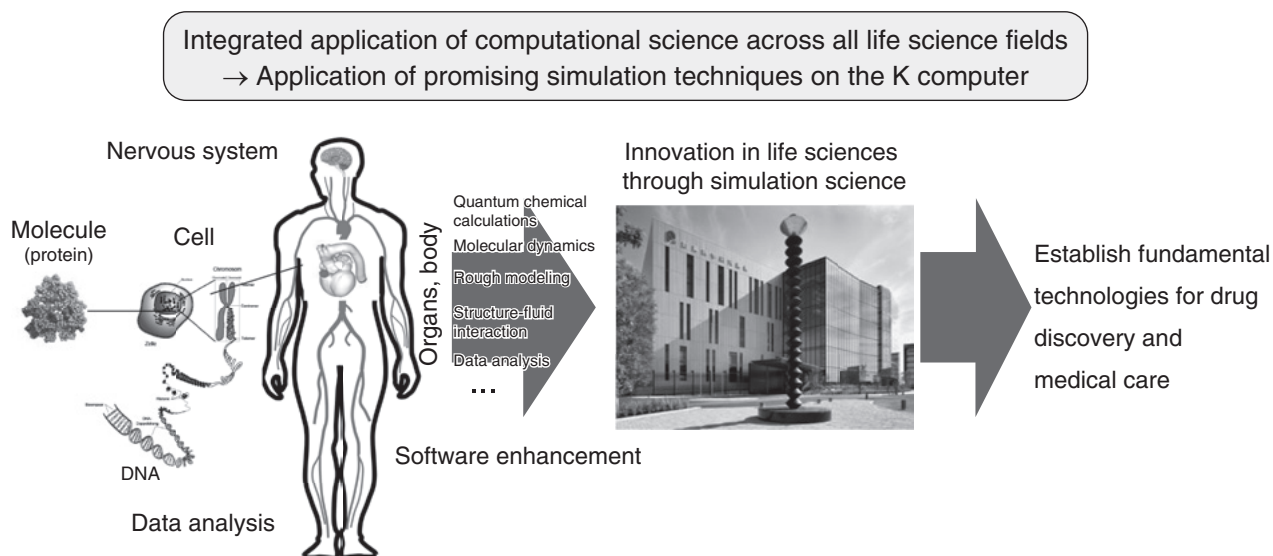 Integrated application of computational science across all life science fields
→ Application of promising simulation techniques on the K computer
Nervous system
Molecule
(protein)
Cell
Organs, body
Quantum chemical
calculations
Molecular dynamics
Rough modeling
Structure-fluid
interaction
Data analysis
...
Innovation in life sciences
through simulation science
Establish fundamental
technologies for drug
discovery and
medical care
DNA
Software enhancement
Data analysis